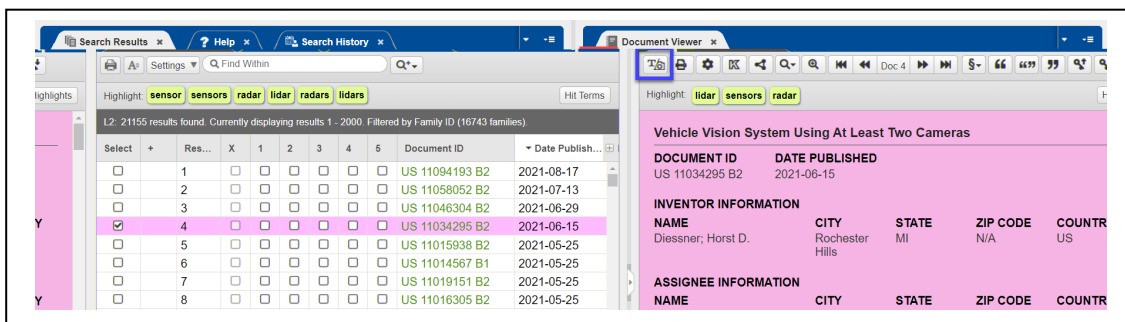 Search Results × ? Help × Search History × Document Viewer ×
Settings ▼ Find Within
T/ Doc 4 § “ “” ”
ighlights Highlight: sensor sensors radar lidar radars lidars Hit Terms
Highlight: lidar sensors radar H
L2: 21155 results found. Currently displaying results 1 - 2000. Filtered by Family ID (16743 families).
Select + Res... X 1 2 3 4 5 Document ID Date Publish...
1 US 11094193 B2 2021-08-17
2 US 11058052 B2 2021-07-13
3 US 11046304 B2 2021-06-29
Y 4 US 11034295 B2 2021-06-15
5 US 11015938 B2 2021-05-25
6 US 11014567 B1 2021-05-25
7 US 11019151 B2 2021-05-25
Y 8 US 11016305 B2 2021-05-25
Vehicle Vision System Using At Least Two Cameras
DOCUMENT ID DATE PUBLISHED
US 11034295 B2 2021-06-15
INVENTOR INFORMATION
NAME CITY STATE ZIP CODE COUNTR
Diessner; Horst D. Rochester MI N/A US
Hills
ASSIGNEE INFORMATION
NAME CITY STATE ZIP CODE COUNTR